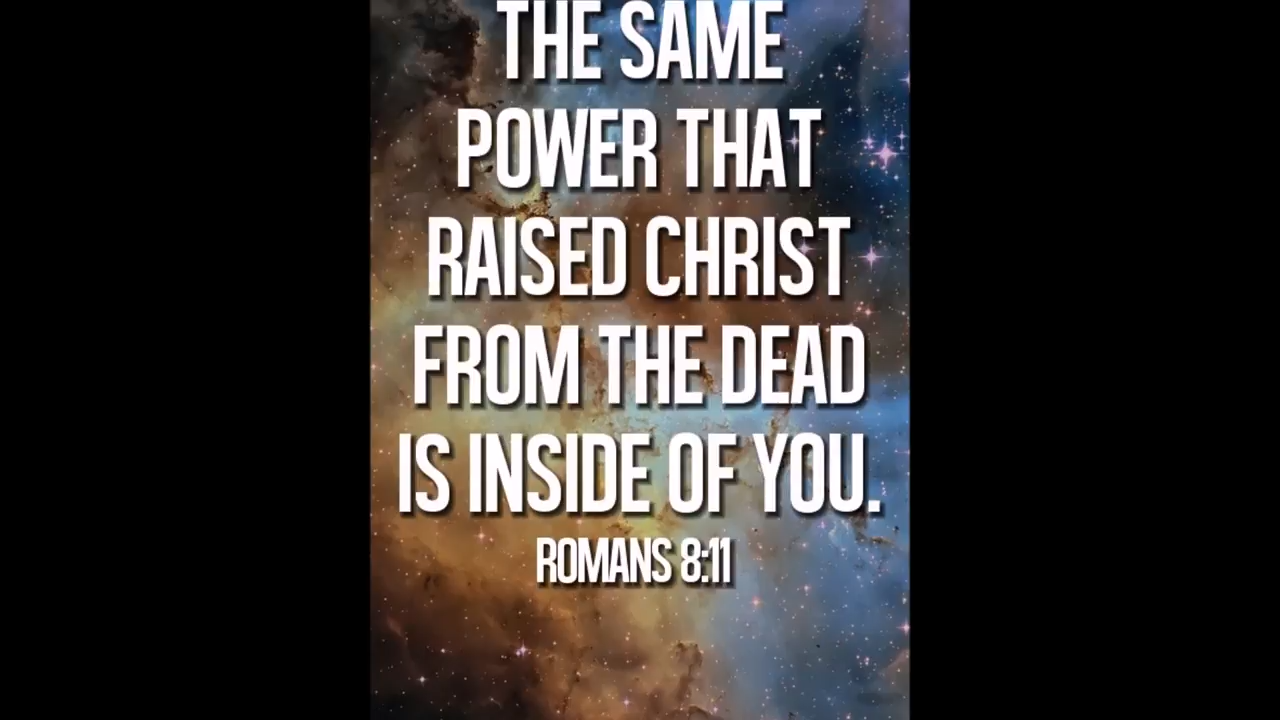 THE SAME
POWER THAT
RAISED CHRIST
FROM THE DEAD
IS INSIDE OF YOU.
ROMANS 8:11